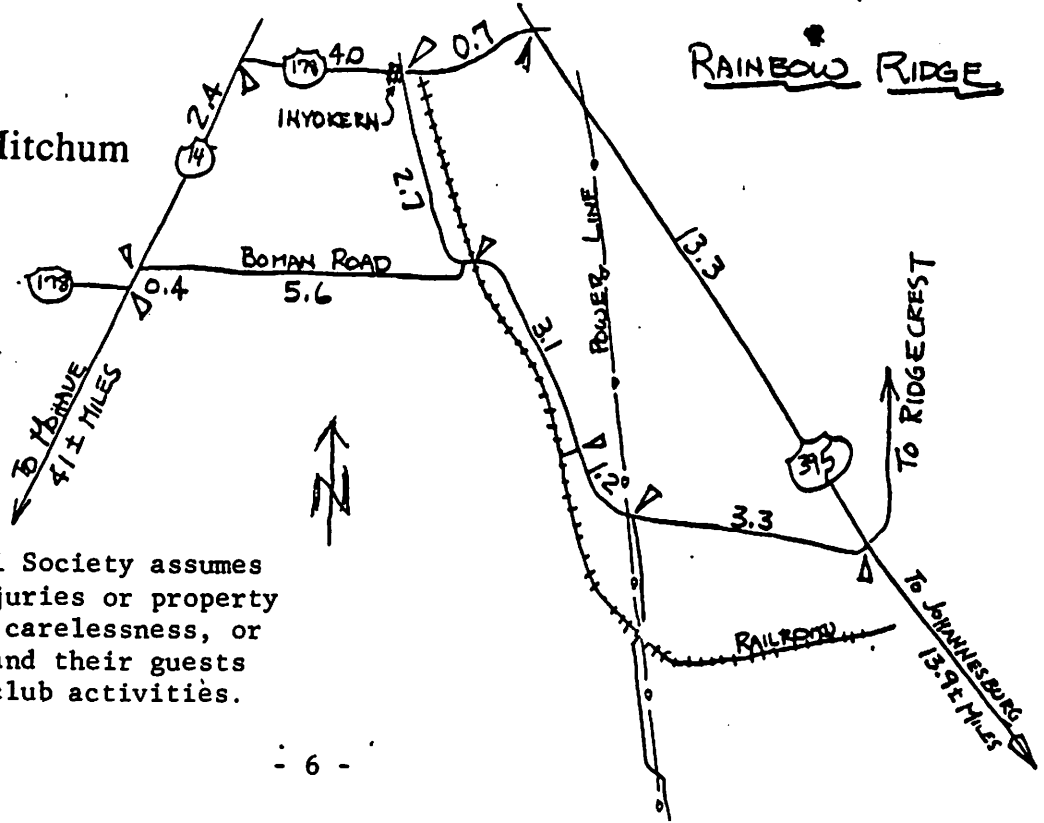 RAINBOW RIDGE
0.7
178
40
INYOKERN
2.4
14
Mitchum
2.7
POWER LINE
13.3
BOMAN ROAD
178
0.4
5.6
3.1
TO RIDGECREST
TO MOHAVE
41± MILES
N
395
1.2
3.3
l Society assumes
juries or property
carelessness, or
and their guests
club activities.
RAILROAD
TO JOHANNESBURG
13.9± MILES
- 6 -